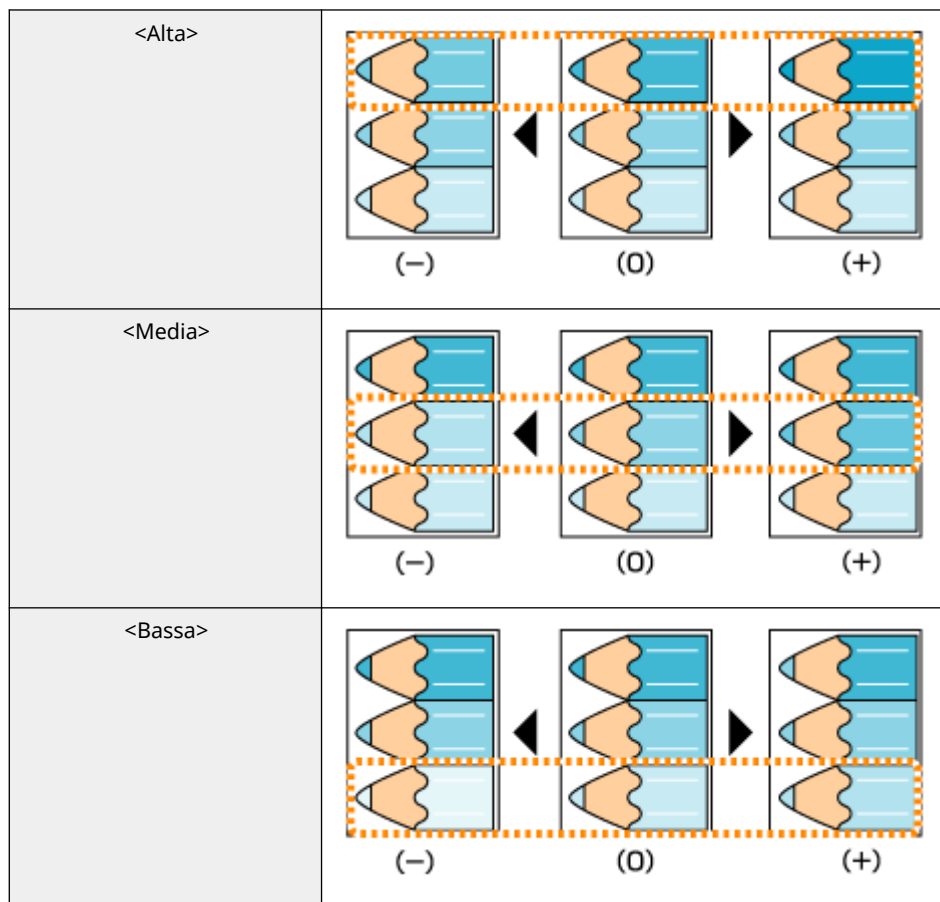 <Alta>
(−) (0) (+)
<Media>
(−) (0) (+)
<Bassa>
(−) (0) (+)